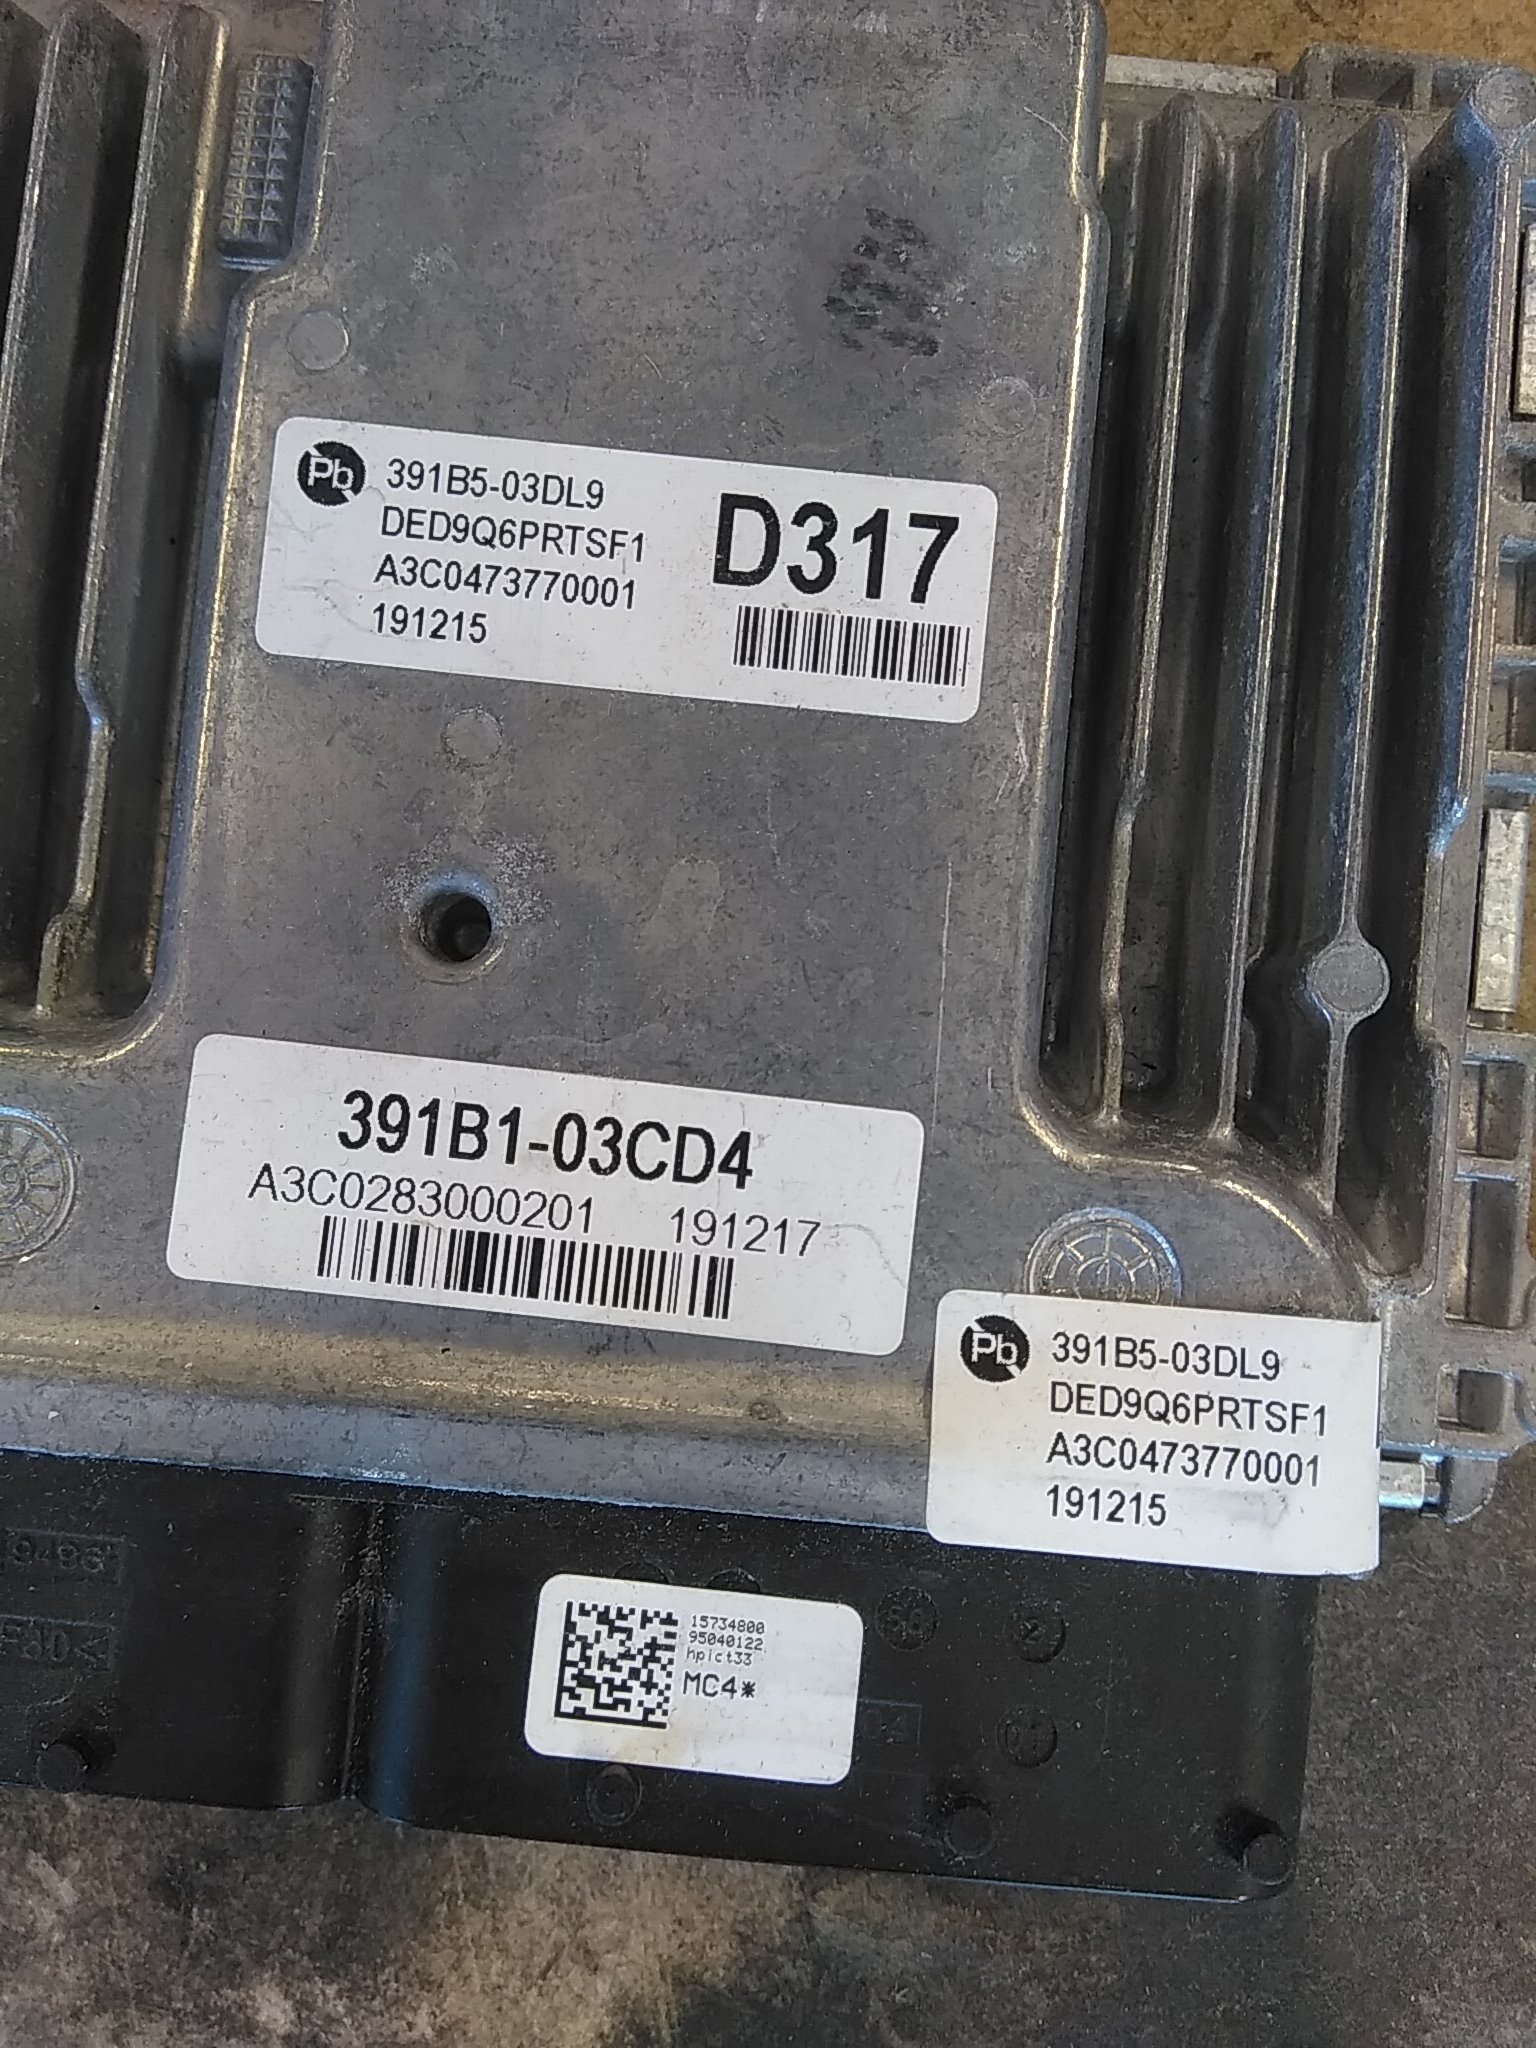 Pb
391B5-03DL9
DED9Q6PRTSF1
A3C0473770001
191215
D317
391B1-03CD4
A3C0283000201 191217
Pb
391B5-03DL9
DED9Q6PRTSF1
A3C0473770001
191215
15734800
95040122
hpict33
MC4*